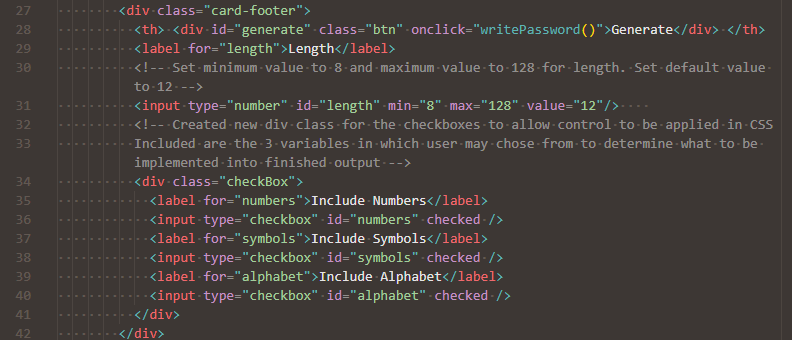 27 <div class="card-footer">
28 <th> <div id="generate" class="btn" onclick="writePassword()">Generate</div> </th>
29 <label for="length">Length</label>
30 <!-- Set minimum value to 8 and maximum value to 128 for length. Set default value
to 12 -->
31 <input type="number" id="length" min="8" max="128" value="12"/>
32 <!-- Created new div class for the checkboxes to allow control to be applied in CSS
33 Included are the 3 variables in which user may chose from to determine what to be
implemented into finished output -->
34 <div class="checkBox">
35 <label for="numbers">Include Numbers</label>
36 <input type="checkbox" id="numbers" checked />
37 <label for="symbols">Include Symbols</label>
38 <input type="checkbox" id="symbols" checked />
39 <label for="alphabet">Include Alphabet</label>
40 <input type="checkbox" id="alphabet" checked />
41 </div>
42 </div>